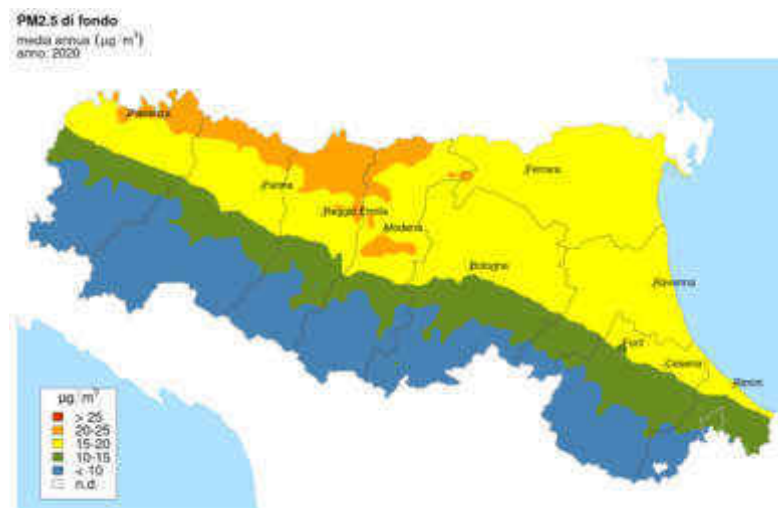 PM2.5 di fondo
media annua (μg m³)
anno: 2020
Piacenza
Parma
Reggio Emilia
Modena
Ferrara
Bologna
Ravenna
Forlì
Cesena
Rimini
μg m³
> 25
20-25
15-20
10-15
< 10
n.d.